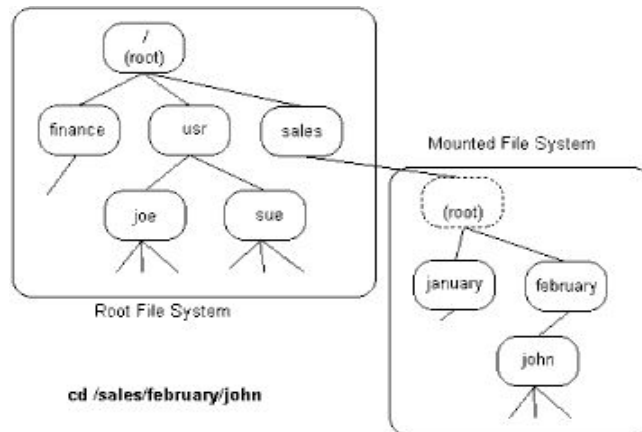 /
(root)
finance
usr
sales
Mounted File System
(root)
joe
sue
january
february
Root File System
john
cd /sales/february/john